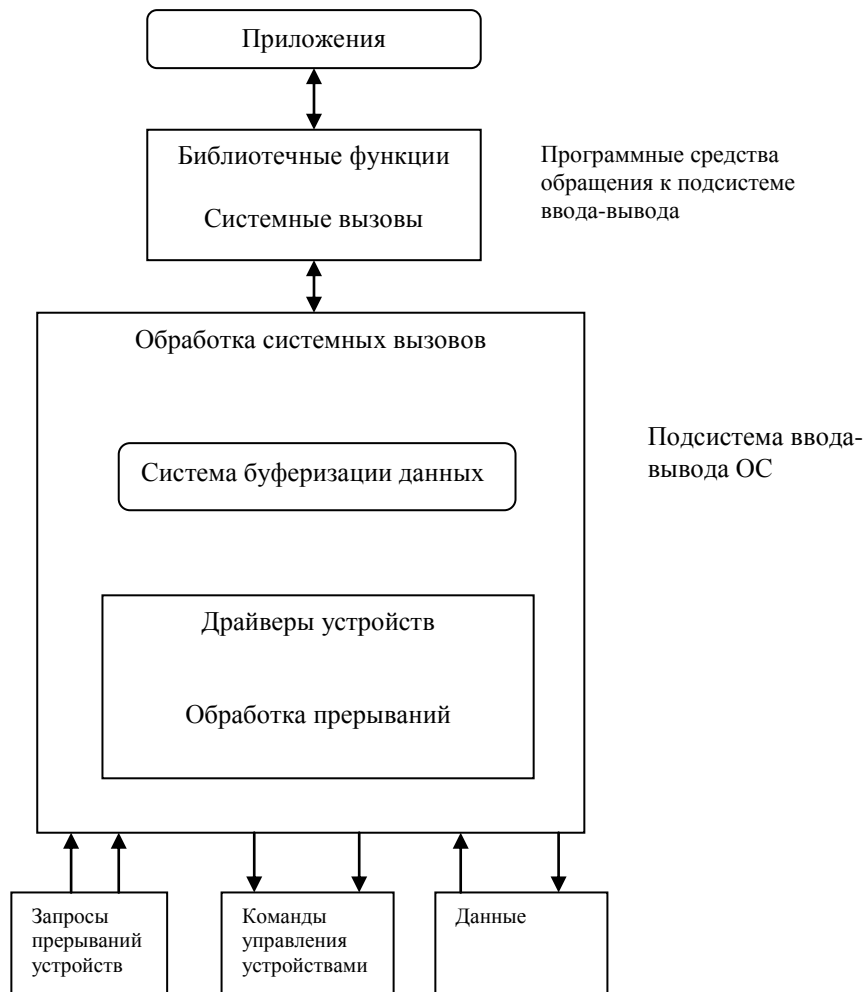 Приложения
Библиотечные функции
Системные вызовы
Программные средства
обращения к подсистеме
ввода-вывода
Обработка системных вызовов
Система буферизации данных
Подсистема ввода-
вывода ОС
Драйверы устройств
Обработка прерываний
Запросы
прерываний
устройств
Команды
управления
устройствами
Данные